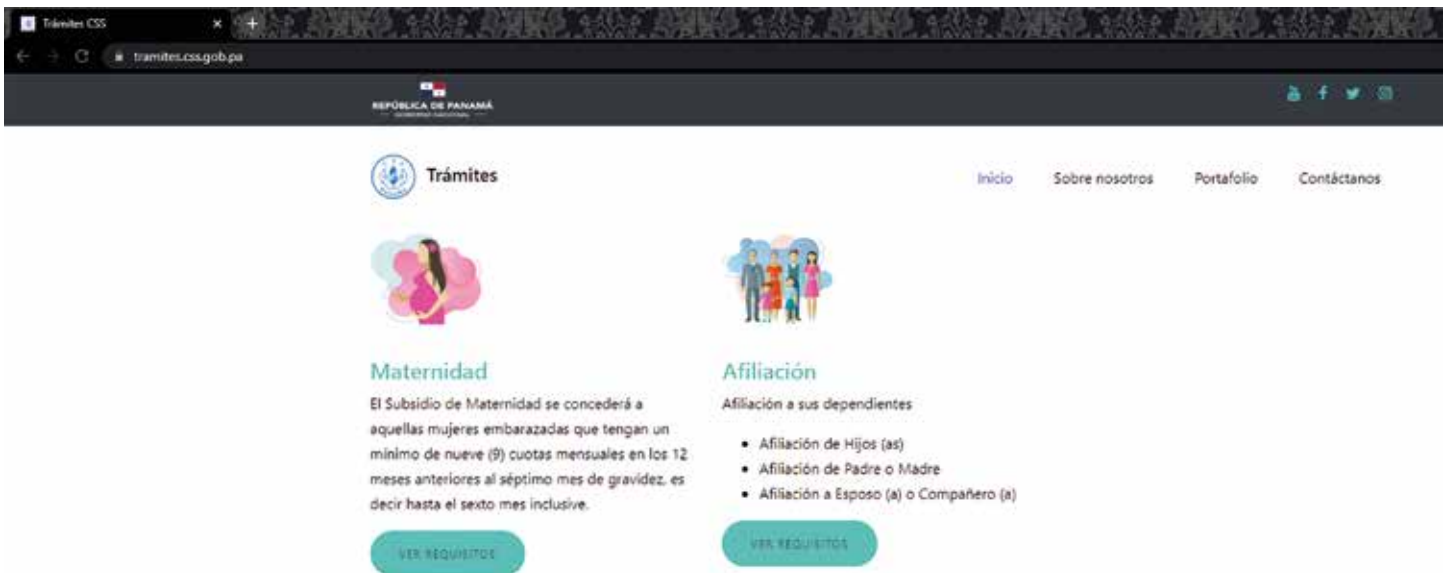 Trámites CSS
tramites.css.gob.pa
REPÚBLICA DE PANAMÁ
Trámites
Inicio
Sobre nosotros
Portafolio
Contáctanos
Maternidad
El Subsidio de Maternidad se concederá a
aquellas mujeres embarazadas que tengan un
mínimo de nueve (9) cuotas mensuales en los 12
meses anteriores al séptimo mes de gravidez, es
decir hasta el sexto mes inclusive.
VER REQUISITOS
Afiliación
Afiliación a sus dependientes
Afiliación de Hijos (as)
Afiliación de Padre o Madre
Afiliación a Esposo (a) o Compañero (a)
VER REQUISITOS